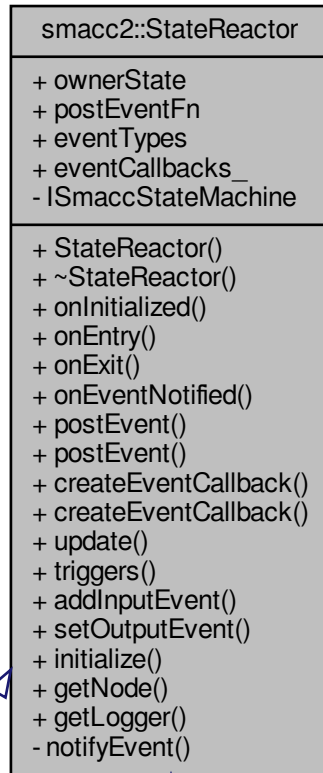 smacc2::StateReactor
+ ownerState
+ postEventFn
+ eventTypes
+ eventCallbacks_
- ISmaccStateMachine
+ StateReactor()
+ ~StateReactor()
+ onInitialized()
+ onEntry()
+ onExit()
+ onEventNotified()
+ postEvent()
+ postEvent()
+ createEventCallback()
+ createEventCallback()
+ update()
+ triggers()
+ addInputEvent()
+ setOutputEvent()
+ initialize()
+ getNode()
+ getLogger()
- notifyEvent()